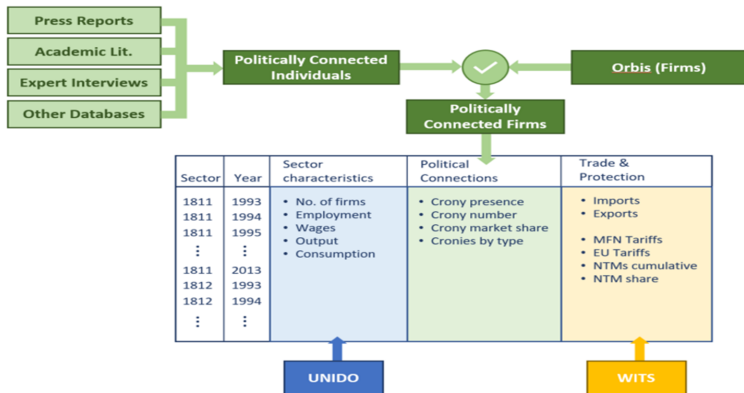 Press Reports
Academic Lit.
Expert Interviews
Other Databases
Politically Connected
Individuals
Orbis (Firms)
Politically
Connected Firms
Sector
Year
Sector
characteristics
Political
Connections
Trade &
Protection
1811 1993
1811 1994
1811 1995
⋮ ⋮
1811 2013
1812 1993
1812 1994
⋮ ⋮
• No. of firms
• Employment
• Wages
• Output
• Consumption
• Crony presence
• Crony number
• Crony market share
• Cronies by type
• Imports
• Exports
• MFN Tariffs
• EU Tariffs
• NTMs cumulative
• NTM share
UNIDO
WITS